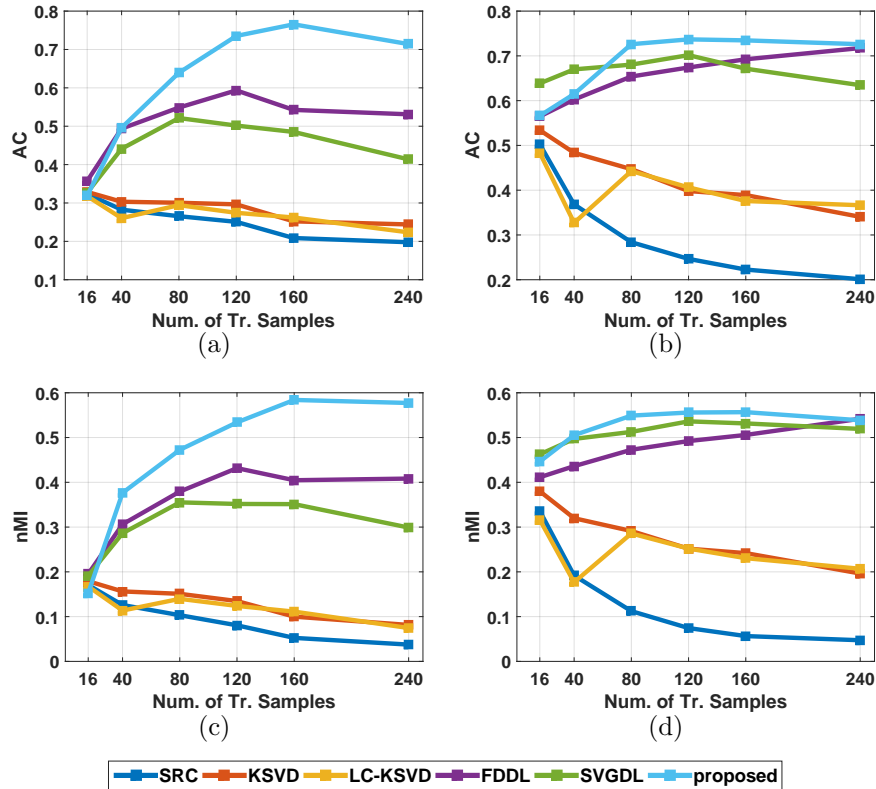 0.8
0.7
0.6
0.5
0.4
0.3
0.2
0.1
AC
16 40 80 120 160 240
Num. of Tr. Samples
(a)
0.8
0.7
0.6
0.5
0.4
0.3
0.2
AC
16 40 80 120 160 240
Num. of Tr. Samples
(b)
0.6
0.5
0.4
0.3
0.2
0.1
0
nMI
16 40 80 120 160 240
Num. of Tr. Samples
(c)
0.6
0.5
0.4
0.3
0.2
0.1
0
nMI
16 40 80 120 160 240
Num. of Tr. Samples
(d)
SRC KSVD LC-KSVD FDDL SVGDL proposed